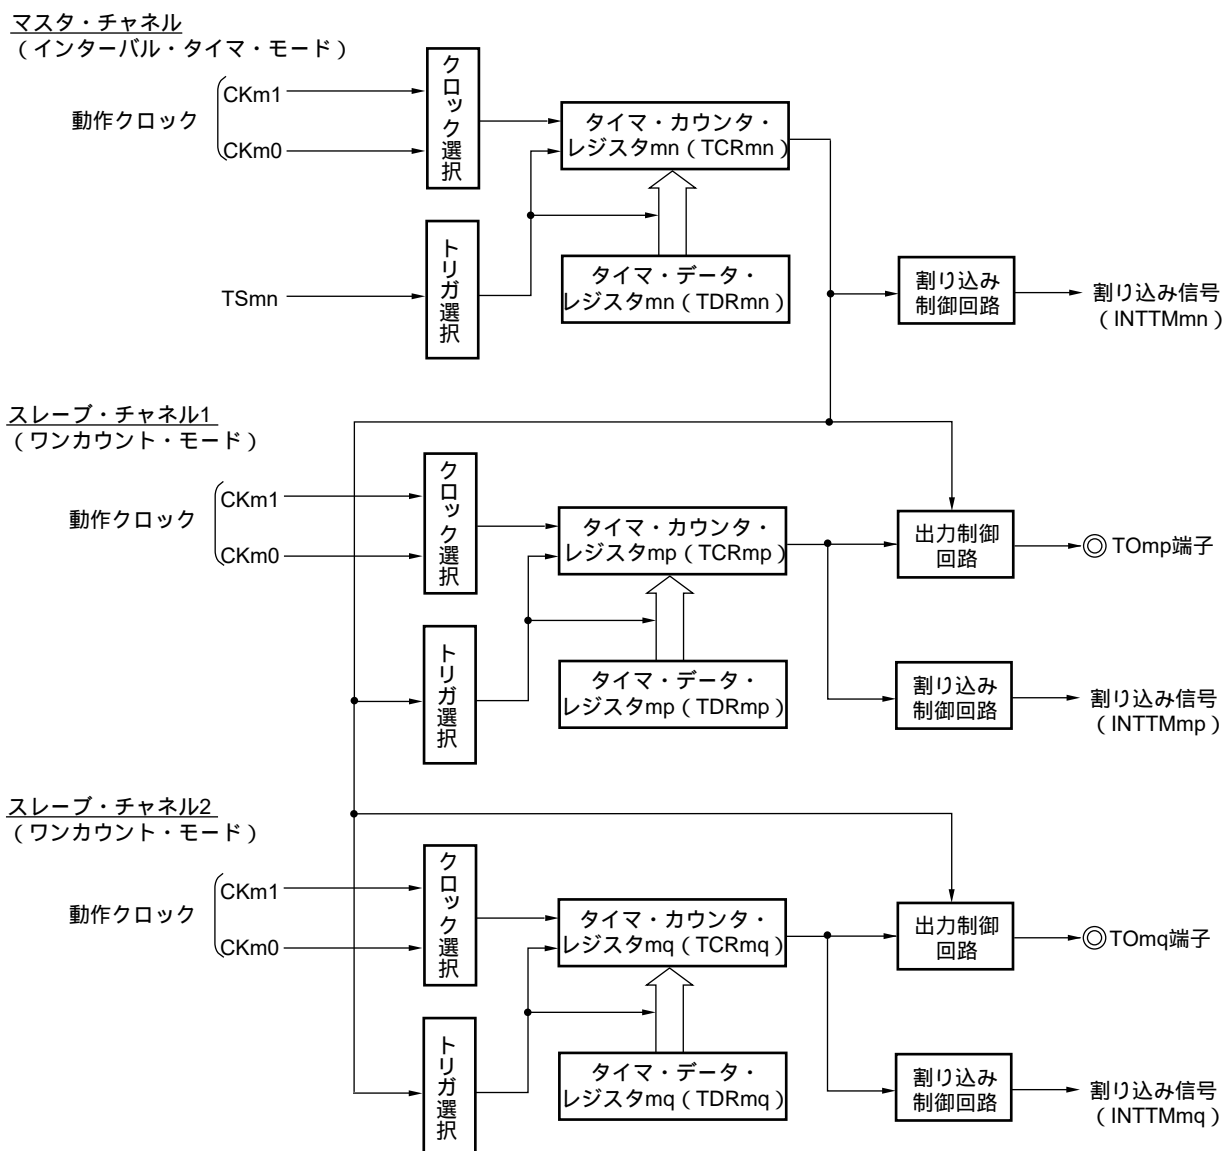 マスタ・チャネル
（インターバル・タイマ・モード）
動作クロック
CKm1
CKm0
クロック選択
タイマ・カウンタ・
レジスタmn（TCRmn）
TSmn
トリガ選択
タイマ・データ・
レジスタmn（TDRmn）
割り込み
制御回路
割り込み信号
（INTTMmn）
スレーブ・チャネル1
（ワンカウント・モード）
動作クロック
CKm1
CKm0
クロック選択
タイマ・カウンタ・
レジスタmp（TCRmp）
出力制御
回路
TOmp端子
トリガ選択
タイマ・データ・
レジスタmp（TDRmp）
割り込み
制御回路
割り込み信号
（INTTMmp）
スレーブ・チャネル2
（ワンカウント・モード）
動作クロック
CKm1
CKm0
クロック選択
タイマ・カウンタ・
レジスタmq（TCRmq）
出力制御
回路
TOmq端子
トリガ選択
タイマ・データ・
レジスタmq（TDRmq）
割り込み
制御回路
割り込み信号
（INTTMmq）